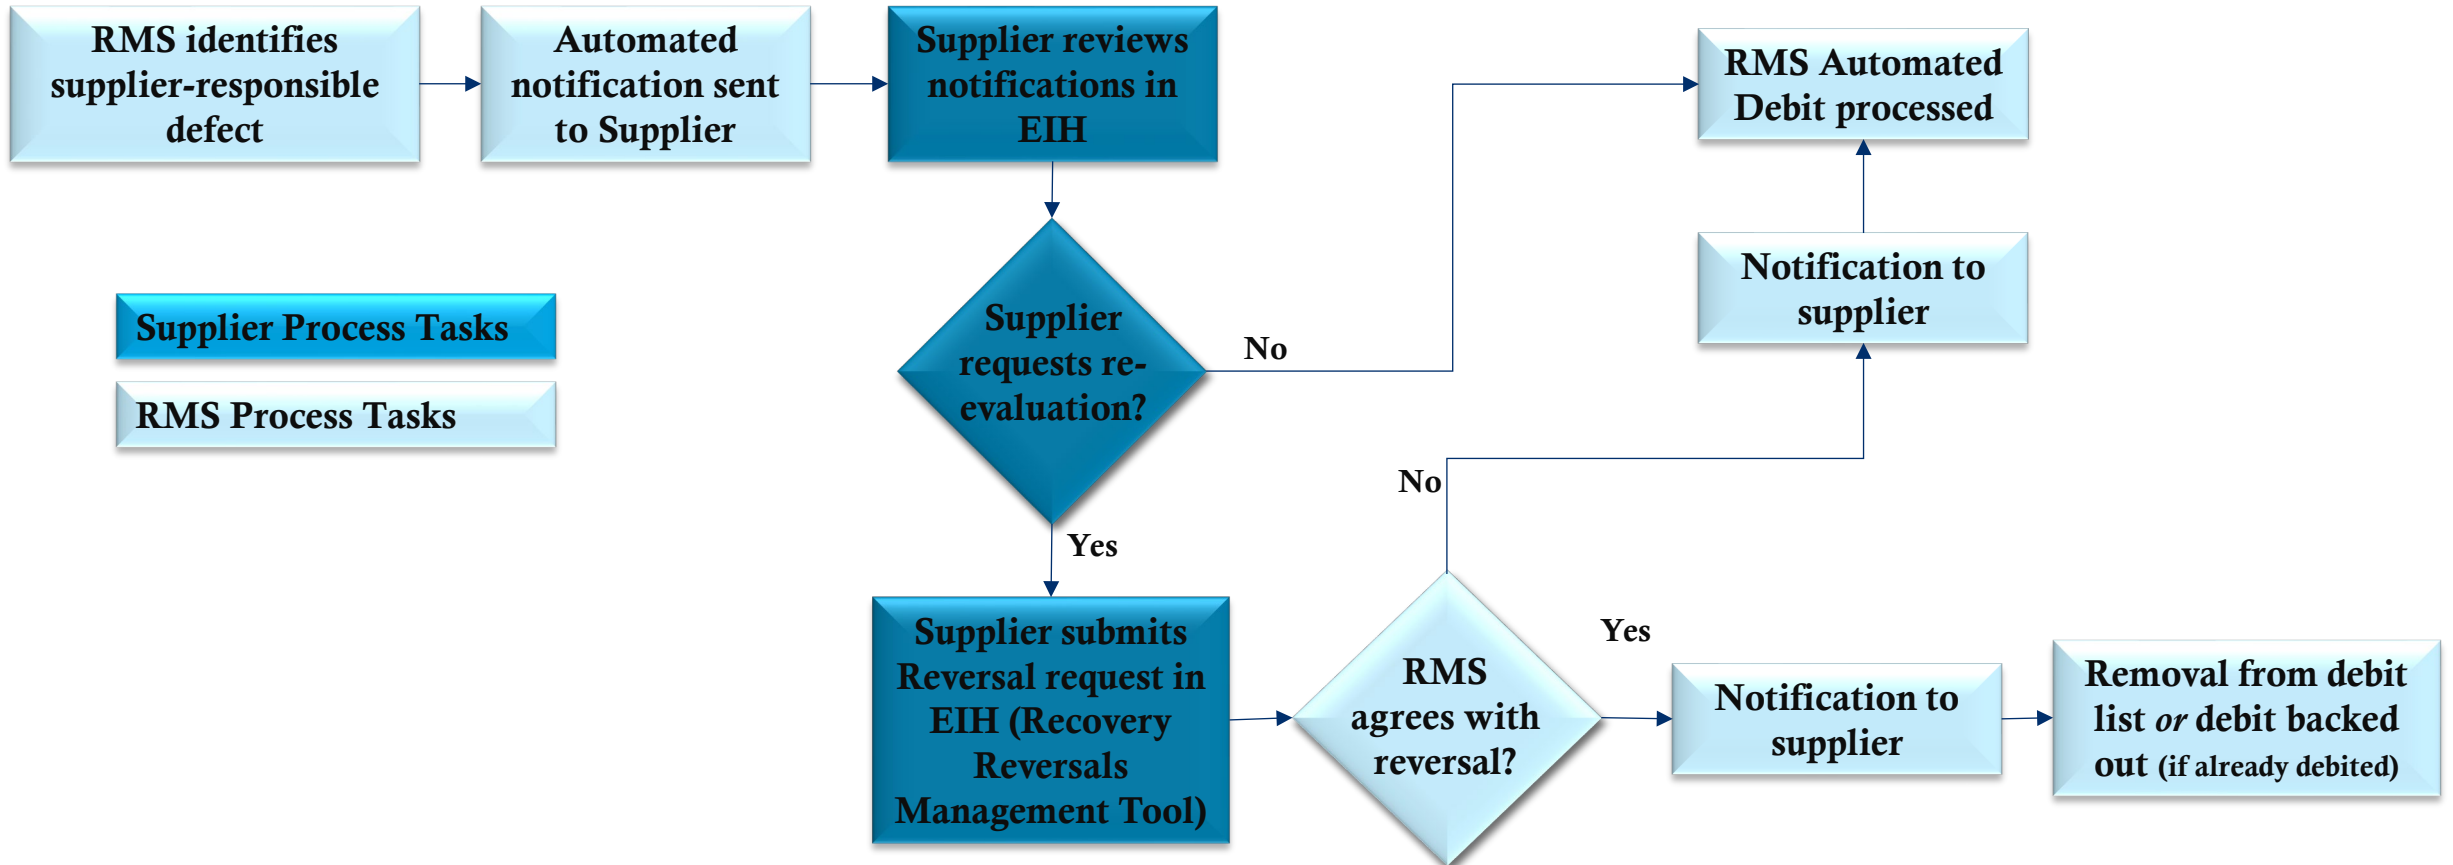 RMS identifies
supplier-responsible
defect
Automated
notification sent
to Supplier
Supplier reviews
notifications in
EIH
RMS Automated
Debit processed
Notification to
supplier
Supplier Process Tasks
RMS Process Tasks
Supplier
requests re-
evaluation?
No
No
Yes
Supplier submits
Reversal request in
EIH (Recovery
Reversals
Management Tool)
RMS
agrees with
reversal?
Yes
Notification to
supplier
Removal from debit
list or debit backed
out (if already debited)